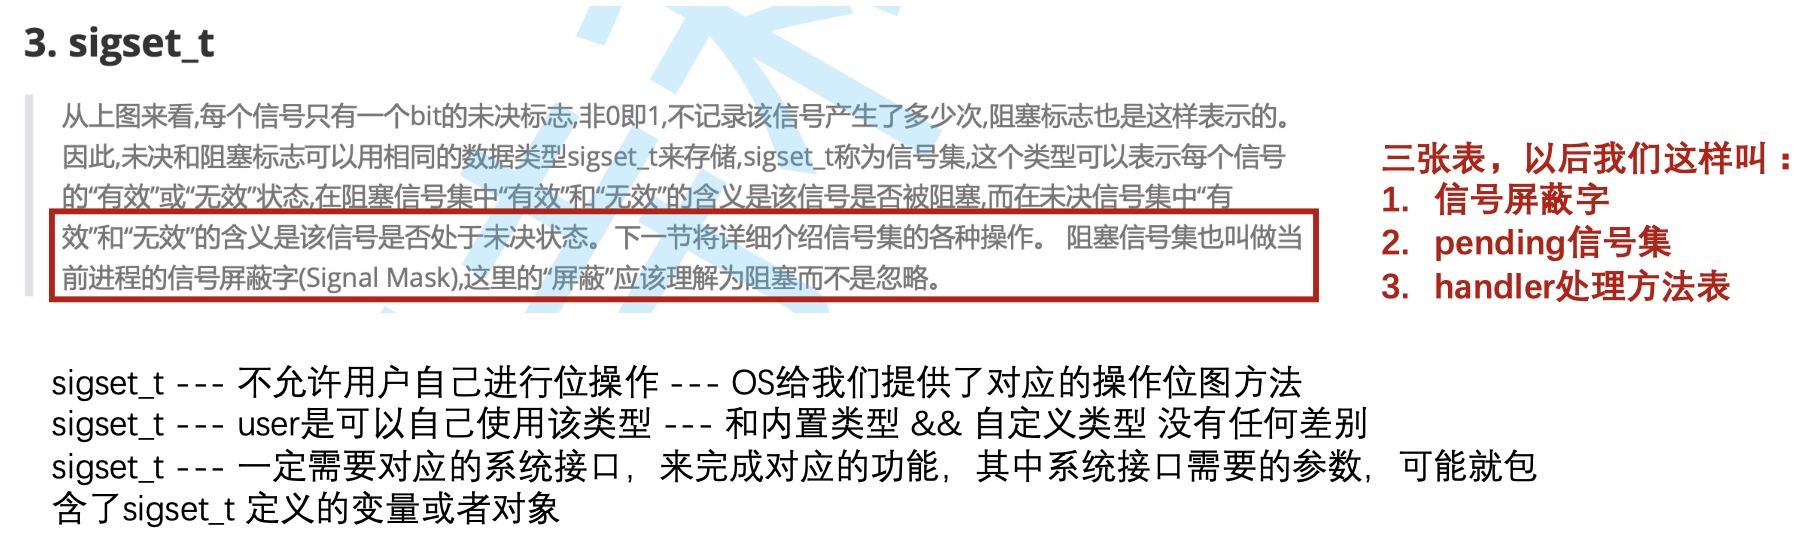 3. sigset_t
从上图来看,每个信号只有一个bit的未决标志,非0即1,不记录该信号产生了多少次,阻塞标志也是这样表示的。
因此,未决和阻塞标志可以用相同的数据类型sigset_t来存储,sigset_t称为信号集,这个类型可以表示每个信号
的“有效”或“无效”状态,在阻塞信号集中“有效”和“无效”的含义是该信号是否被阻塞,而在未决信号集中“有
效”和“无效”的含义是该信号是否处于未决状态。下一节将详细介绍信号集的各种操作。 阻塞信号集也叫做当
前进程的信号屏蔽字(Signal Mask),这里的“屏蔽”应该理解为阻塞而不是忽略。
三张表，以后我们这样叫：
1. 信号屏蔽字
2. pending信号集
3. handler处理方法表
sigset_t --- 不允许用户自己进行位操作 --- OS给我们提供了对应的操作位图方法
sigset_t --- user是可以自己使用该类型 --- 和内置类型 && 自定义类型 没有任何差别
sigset_t --- 一定需要对应的系统接口，来完成对应的功能，其中系统接口需要的参数，可能就包
含了sigset_t 定义的变量或者对象